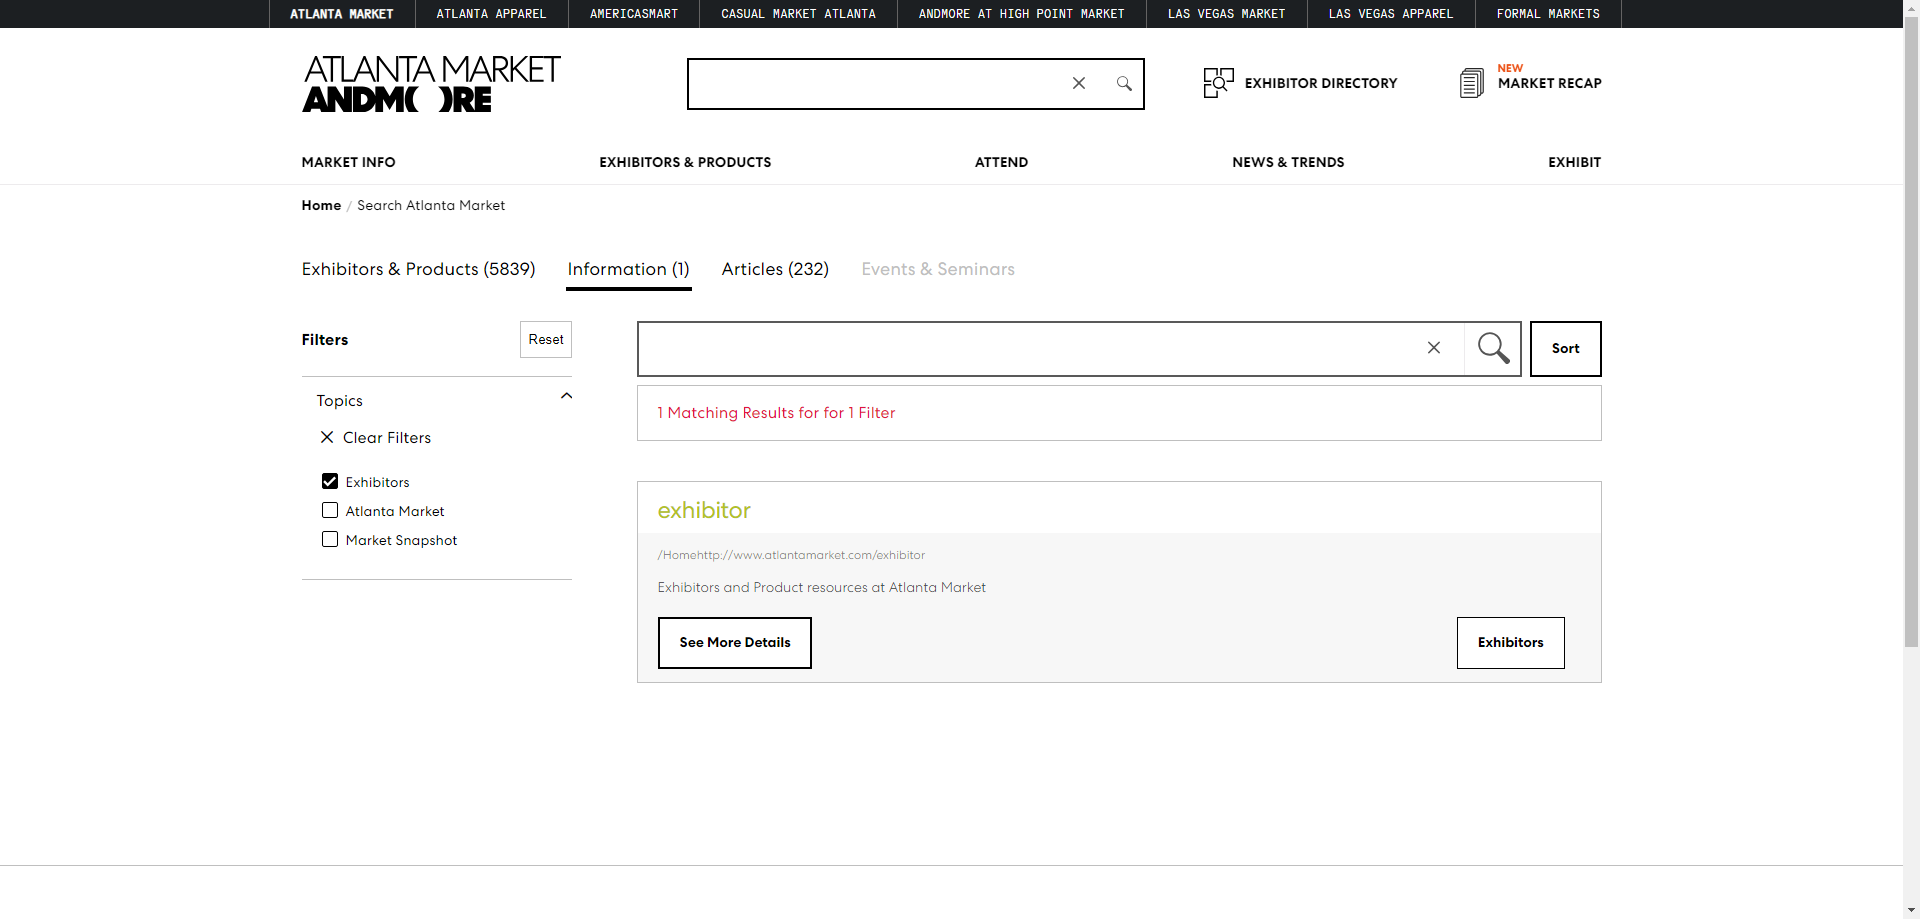 ATLANTA MARKET
ATLANTA APPAREL
AMERICASMART
CASUAL MARKET ATLANTA
ANDMORE AT HIGH POINT MARKET
LAS VEGAS MARKET
LAS VEGAS APPAREL
FORMAL MARKETS
ATLANTA MARKET
ANDMORE
EXHIBITOR DIRECTORY
NEW
MARKET RECAP
MARKET INFO
EXHIBITORS & PRODUCTS
ATTEND
NEWS & TRENDS
EXHIBIT
Home / Search Atlanta Market
Exhibitors & Products (5839)
Information (1)
Articles (232)
Events & Seminars
Filters
Reset
Sort
Topics
Clear Filters
Exhibitors
Atlanta Market
Market Snapshot
1 Matching Results for for 1 Filter
exhibitor
/Homehttp://www.atlantamarket.com/exhibitor
Exhibitors and Product resources at Atlanta Market
See More Details
Exhibitors